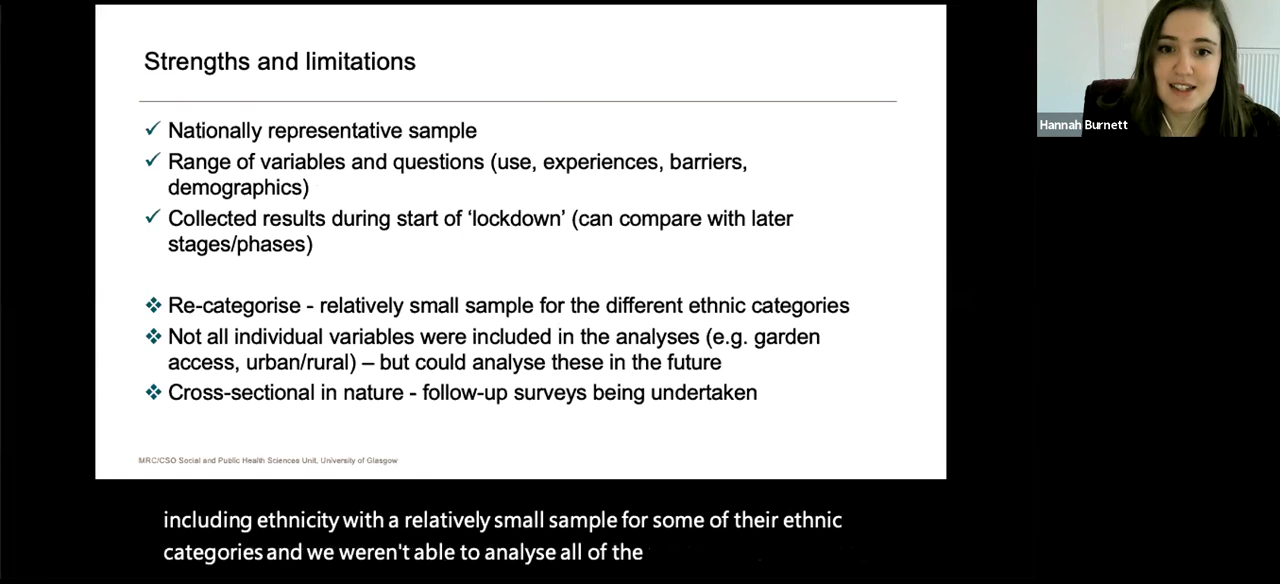 Strengths and limitations
Hannah Burnett
✓ Nationally representative sample
✓ Range of variables and questions (use, experiences, barriers,
demographics)
✓ Collected results during start of ‘lockdown’ (can compare with later
stages/phases)
❖ Re-categorise - relatively small sample for the different ethnic categories
❖ Not all individual variables were included in the analyses (e.g. garden
access, urban/rural) – but could analyse these in the future
❖ Cross-sectional in nature - follow-up surveys being undertaken
MRC/CSO Social and Public Health Sciences Unit, University of Glasgow
including ethnicity with a relatively small sample for some of their ethnic
categories and we weren't able to analyse all of the